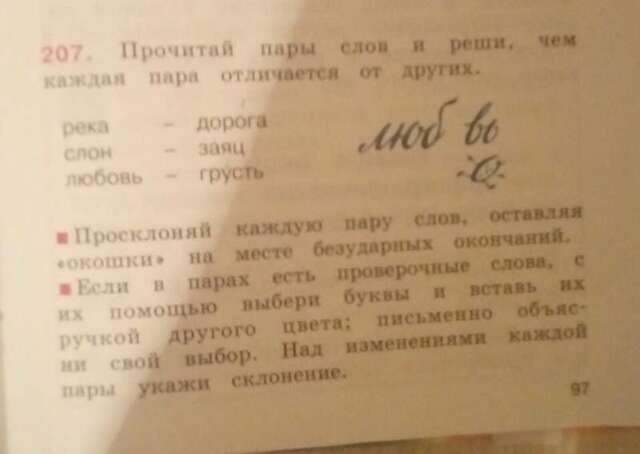 207. Прочитай пары слов и реши, чем
каждая пара отличается от других.
река – дорога
слон – заяц
любовь – грусть
люб вь
о
■ Просклоняй каждую пару слов, оставляя
«окошки» на месте безударных окончаний.
■ Если в парах есть проверочные слова, с
их помощью выбери буквы и вставь их
ручкой другого цвета; письменно объяс-
ни свой выбор. Над изменениями каждой
пары укажи склонение.
97